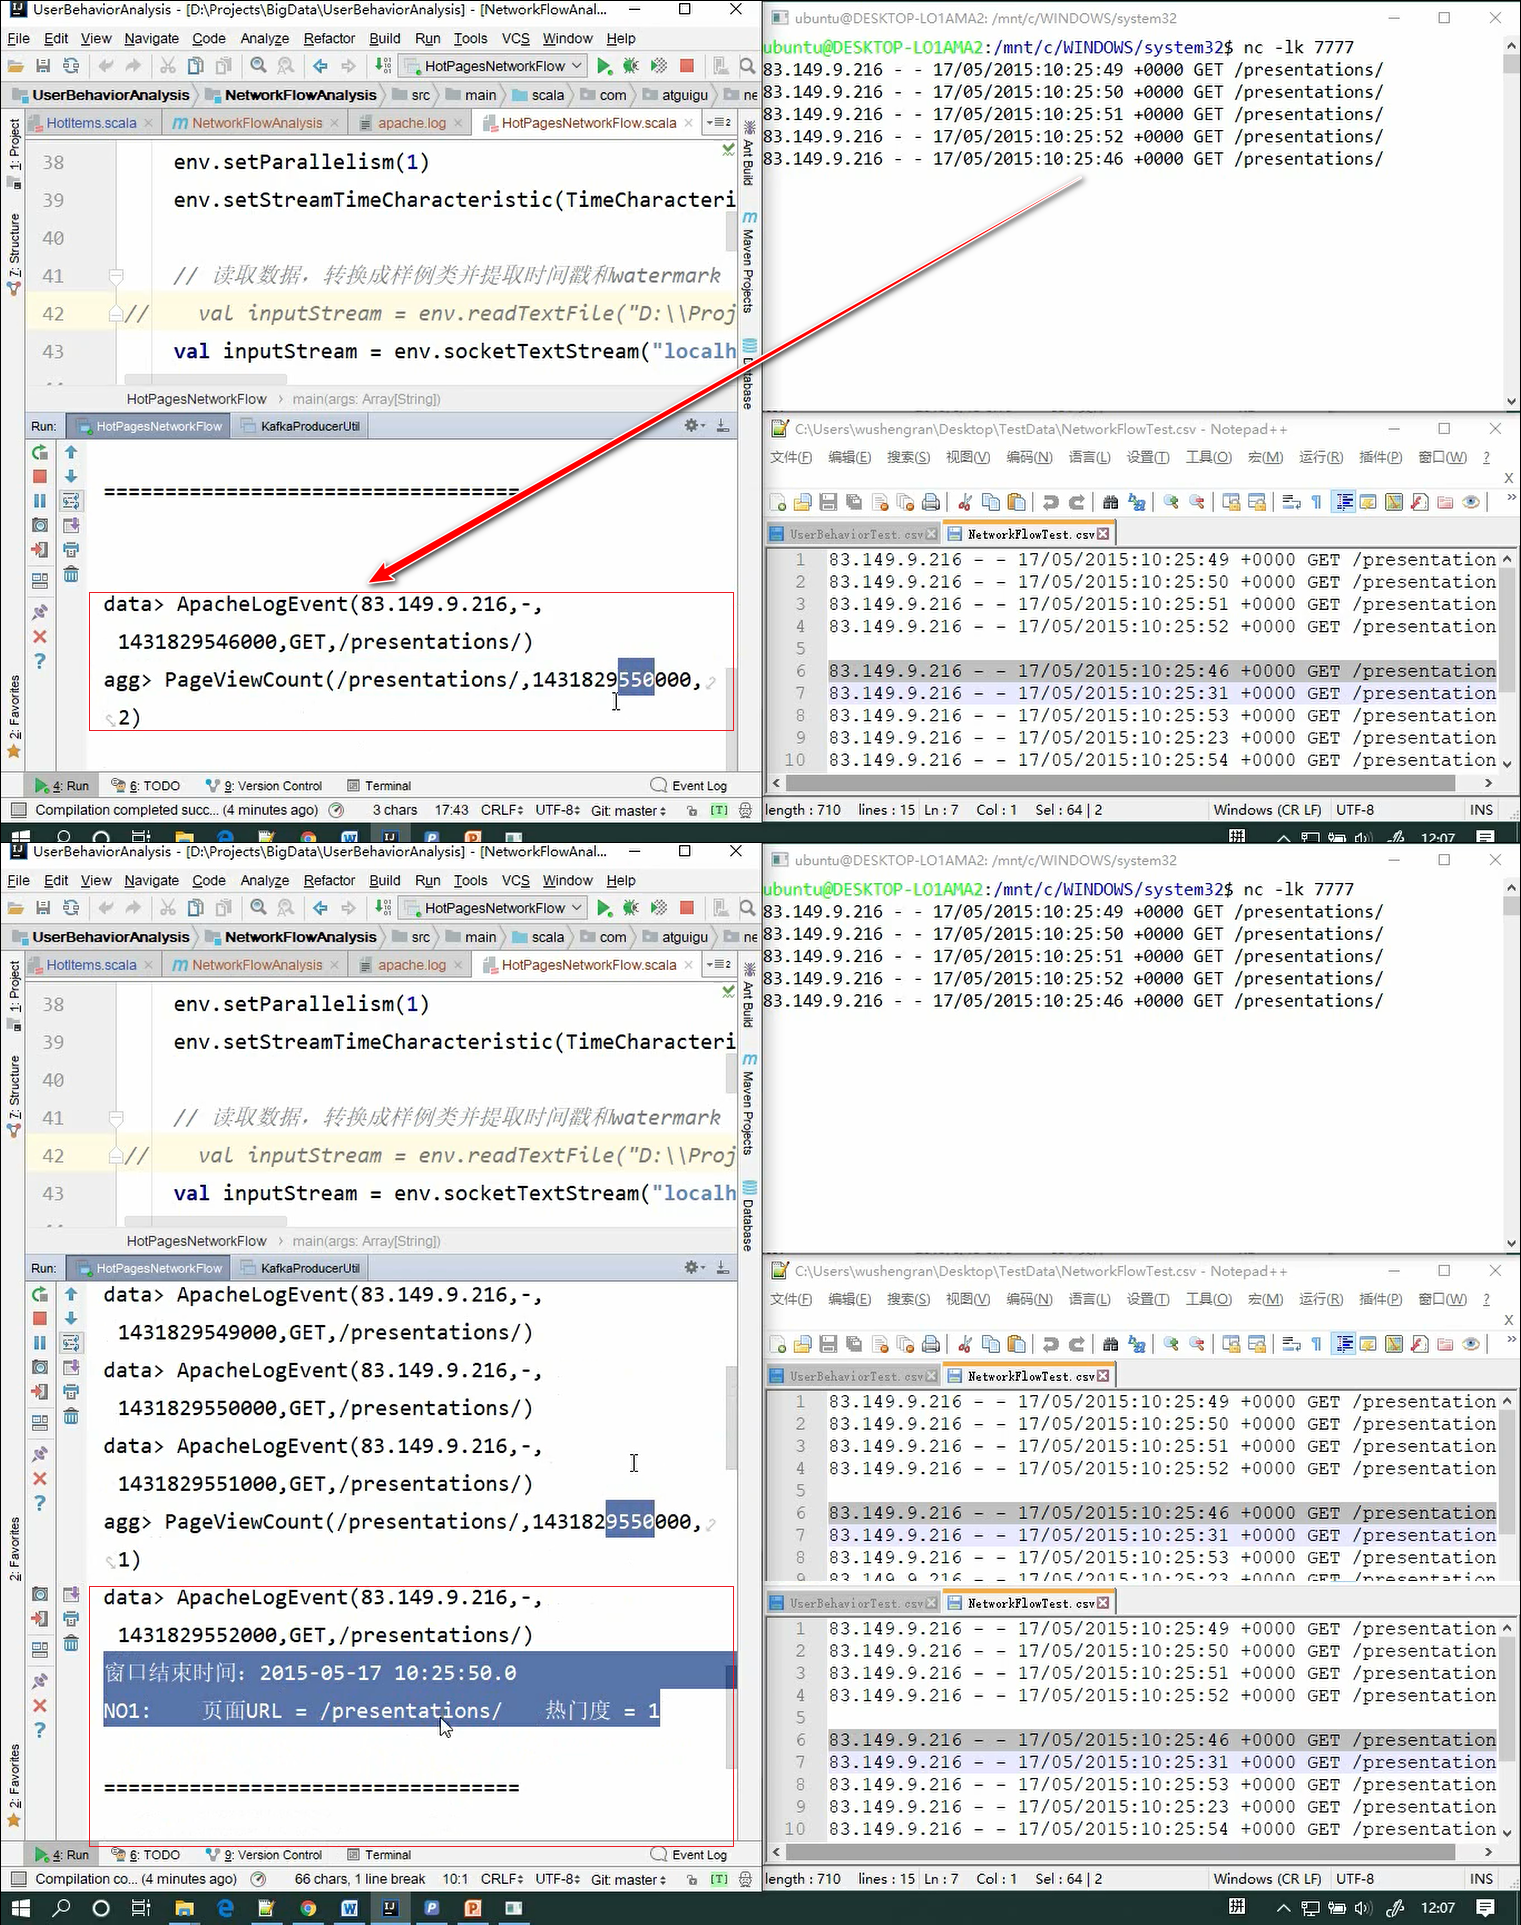 UserBehaviorAnalysis - [D:\Projects\BigData\UserBehaviorAnalysis] - [NetworkFlowAnal...
File Edit View Navigate Code Analyze Refactor Build Run Tools VCS Window Help
HotPagesNetworkFlow
UserBehaviorAnalysis NetworkFlowAnalysis src main scala com atguigu ne
HotItems.scala NetworkFlowAnalysis apache.log HotPagesNetworkFlow.scala
1: Project
7: Structure
2: Favorites
Ant Build
Maven Projects
Database
38 env.setParallelism(1)
39 env.setStreamTimeCharacteristic(TimeCharacteri
40
41 // 读取数据，转换成样例类并提取时间戳和watermark
42 // val inputStream = env.readTextFile("D:\\Proj
43 val inputStream = env.socketTextStream("localh
HotPagesNetworkFlow › main(args: Array[String])
Run: HotPagesNetworkFlow KafkaProducerUtil
==================================
data> ApacheLogEvent(83.149.9.216,-,
1431829546000,GET,/presentations/)
agg> PageViewCount(/presentations/,1431829550000,
2)
4: Run 6: TODO 9: Version Control Terminal Event Log
Compilation completed succ... (4 minutes ago) 3 chars 17:43 CRLF UTF-8 Git: master [T]
ubuntu@DESKTOP-LO1AMA2: /mnt/c/WINDOWS/system32
ubuntu@DESKTOP-LO1AMA2:/mnt/c/WINDOWS/system32$ nc -lk 7777
83.149.9.216 - - 17/05/2015:10:25:49 +0000 GET /presentations/
83.149.9.216 - - 17/05/2015:10:25:50 +0000 GET /presentations/
83.149.9.216 - - 17/05/2015:10:25:51 +0000 GET /presentations/
83.149.9.216 - - 17/05/2015:10:25:52 +0000 GET /presentations/
83.149.9.216 - - 17/05/2015:10:25:46 +0000 GET /presentations/
C:\Users\wushengran\Desktop\TestData\NetworkFlowTest.csv - Notepad++
文件(F) 编辑(E) 搜索(S) 视图(V) 编码(N) 语言(L) 设置(T) 工具(O) 宏(M) 运行(R) 插件(P) 窗口(W) ?
X
UserBehaviorTest.csv NetworkFlowTest.csv
1 83.149.9.216 - - 17/05/2015:10:25:49 +0000 GET /presentation
2 83.149.9.216 - - 17/05/2015:10:25:50 +0000 GET /presentation
3 83.149.9.216 - - 17/05/2015:10:25:51 +0000 GET /presentation
4 83.149.9.216 - - 17/05/2015:10:25:52 +0000 GET /presentation
5
6 83.149.9.216 - - 17/05/2015:10:25:46 +0000 GET /presentation
7 83.149.9.216 - - 17/05/2015:10:25:31 +0000 GET /presentation
8 83.149.9.216 - - 17/05/2015:10:25:53 +0000 GET /presentation
9 83.149.9.216 - - 17/05/2015:10:25:23 +0000 GET /presentation
10 83.149.9.216 - - 17/05/2015:10:25:54 +0000 GET /presentation
length : 710 lines : 15 Ln : 7 Col : 1 Sel : 64 | 2 Windows (CR LF) UTF-8 INS
拼 12:07
UserBehaviorAnalysis - [D:\Projects\BigData\UserBehaviorAnalysis] - [NetworkFlowAnal...
File Edit View Navigate Code Analyze Refactor Build Run Tools VCS Window Help
HotPagesNetworkFlow
UserBehaviorAnalysis NetworkFlowAnalysis src main scala com atguigu ne
HotItems.scala NetworkFlowAnalysis apache.log HotPagesNetworkFlow.scala
1: Project
7: Structure
2: Favorites
2: Favorites
Ant Build
Maven Projects
Database
38 env.setParallelism(1)
39 env.setStreamTimeCharacteristic(TimeCharacteri
40
41 // 读取数据，转换成样例类并提取时间戳和watermark
42 // val inputStream = env.readTextFile("D:\\Proj
43 val inputStream = env.socketTextStream("localh
HotPagesNetworkFlow › main(args: Array[String])
Run: HotPagesNetworkFlow KafkaProducerUtil
data> ApacheLogEvent(83.149.9.216,-,
1431829549000,GET,/presentations/)
data> ApacheLogEvent(83.149.9.216,-,
1431829550000,GET,/presentations/)
data> ApacheLogEvent(83.149.9.216,-,
1431829551000,GET,/presentations/)
agg> PageViewCount(/presentations/,1431829550000,
1)
data> ApacheLogEvent(83.149.9.216,-,
1431829552000,GET,/presentations/)
窗口结束时间：2015-05-17 10:25:50.0
NO1: 页面URL = /presentations/ 热门度 = 1
==================================
4: Run 6: TODO 9: Version Control Terminal Event Log
Compilation co... (4 minutes ago) 66 chars, 1 line break 10:1 CRLF UTF-8 Git: master [T]
ubuntu@DESKTOP-LO1AMA2: /mnt/c/WINDOWS/system32
ubuntu@DESKTOP-LO1AMA2:/mnt/c/WINDOWS/system32$ nc -lk 7777
83.149.9.216 - - 17/05/2015:10:25:49 +0000 GET /presentations/
83.149.9.216 - - 17/05/2015:10:25:50 +0000 GET /presentations/
83.149.9.216 - - 17/05/2015:10:25:51 +0000 GET /presentations/
83.149.9.216 - - 17/05/2015:10:25:52 +0000 GET /presentations/
83.149.9.216 - - 17/05/2015:10:25:46 +0000 GET /presentations/
C:\Users\wushengran\Desktop\TestData\NetworkFlowTest.csv - Notepad++
文件(F) 编辑(E) 搜索(S) 视图(V) 编码(N) 语言(L) 设置(T) 工具(O) 宏(M) 运行(R) 插件(P) 窗口(W) ?
X
UserBehaviorTest.csv NetworkFlowTest.csv
1 83.149.9.216 - - 17/05/2015:10:25:49 +0000 GET /presentation
2 83.149.9.216 - - 17/05/2015:10:25:50 +0000 GET /presentation
3 83.149.9.216 - - 17/05/2015:10:25:51 +0000 GET /presentation
4 83.149.9.216 - - 17/05/2015:10:25:52 +0000 GET /presentation
5
6 83.149.9.216 - - 17/05/2015:10:25:46 +0000 GET /presentation
7 83.149.9.216 - - 17/05/2015:10:25:31 +0000 GET /presentation
8 83.149.9.216 - - 17/05/2015:10:25:53 +0000 GET /presentation
9 83.149.9.216 - - 17/05/2015:10:25:23 +0000 GET /presentation
UserBehaviorTest.csv NetworkFlowTest.csv
1 83.149.9.216 - - 17/05/2015:10:25:49 +0000 GET /presentation
2 83.149.9.216 - - 17/05/2015:10:25:50 +0000 GET /presentation
3 83.149.9.216 - - 17/05/2015:10:25:51 +0000 GET /presentation
4 83.149.9.216 - - 17/05/2015:10:25:52 +0000 GET /presentation
5
6 83.149.9.216 - - 17/05/2015:10:25:46 +0000 GET /presentation
7 83.149.9.216 - - 17/05/2015:10:25:31 +0000 GET /presentation
8 83.149.9.216 - - 17/05/2015:10:25:53 +0000 GET /presentation
9 83.149.9.216 - - 17/05/2015:10:25:23 +0000 GET /presentation
10 83.149.9.216 - - 17/05/2015:10:25:54 +0000 GET /presentation
length : 710 lines : 15 Ln : 7 Col : 1 Sel : 64 | 2 Windows (CR LF) UTF-8 INS
拼 12:07